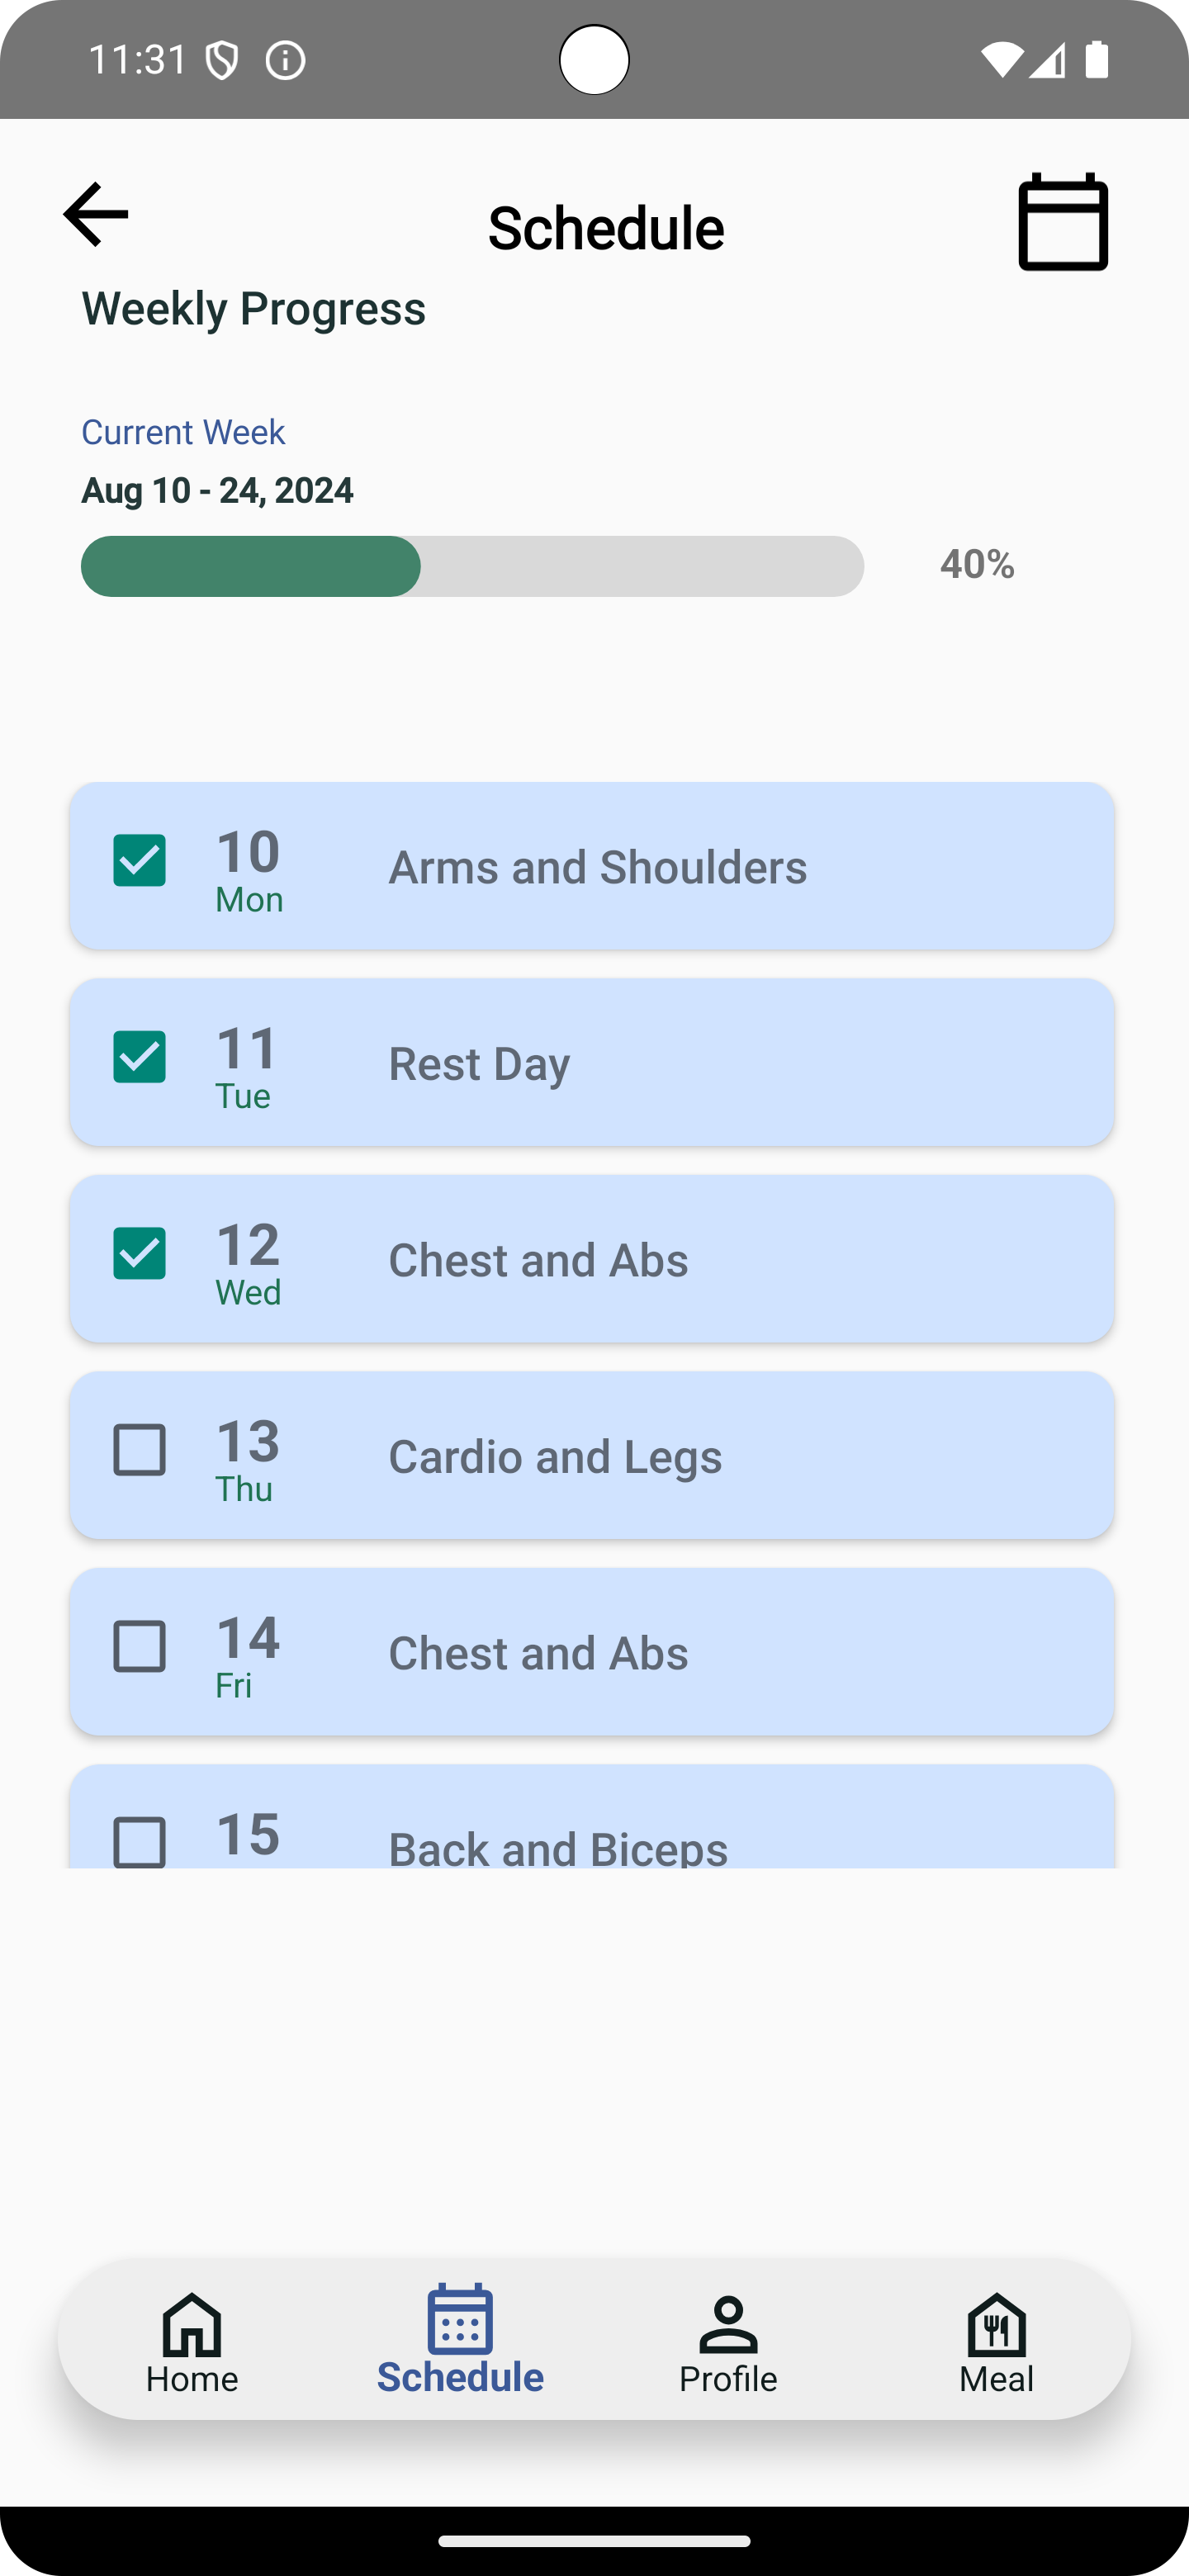 11:31
Schedule
Weekly Progress
Current Week
Aug 10 - 24, 2024
40%
10
Mon
Arms and Shoulders
11
Tue
Rest Day
12
Wed
Chest and Abs
13
Thu
Cardio and Legs
14
Fri
Chest and Abs
15
Back and Biceps
Home
Schedule
Profile
Meal